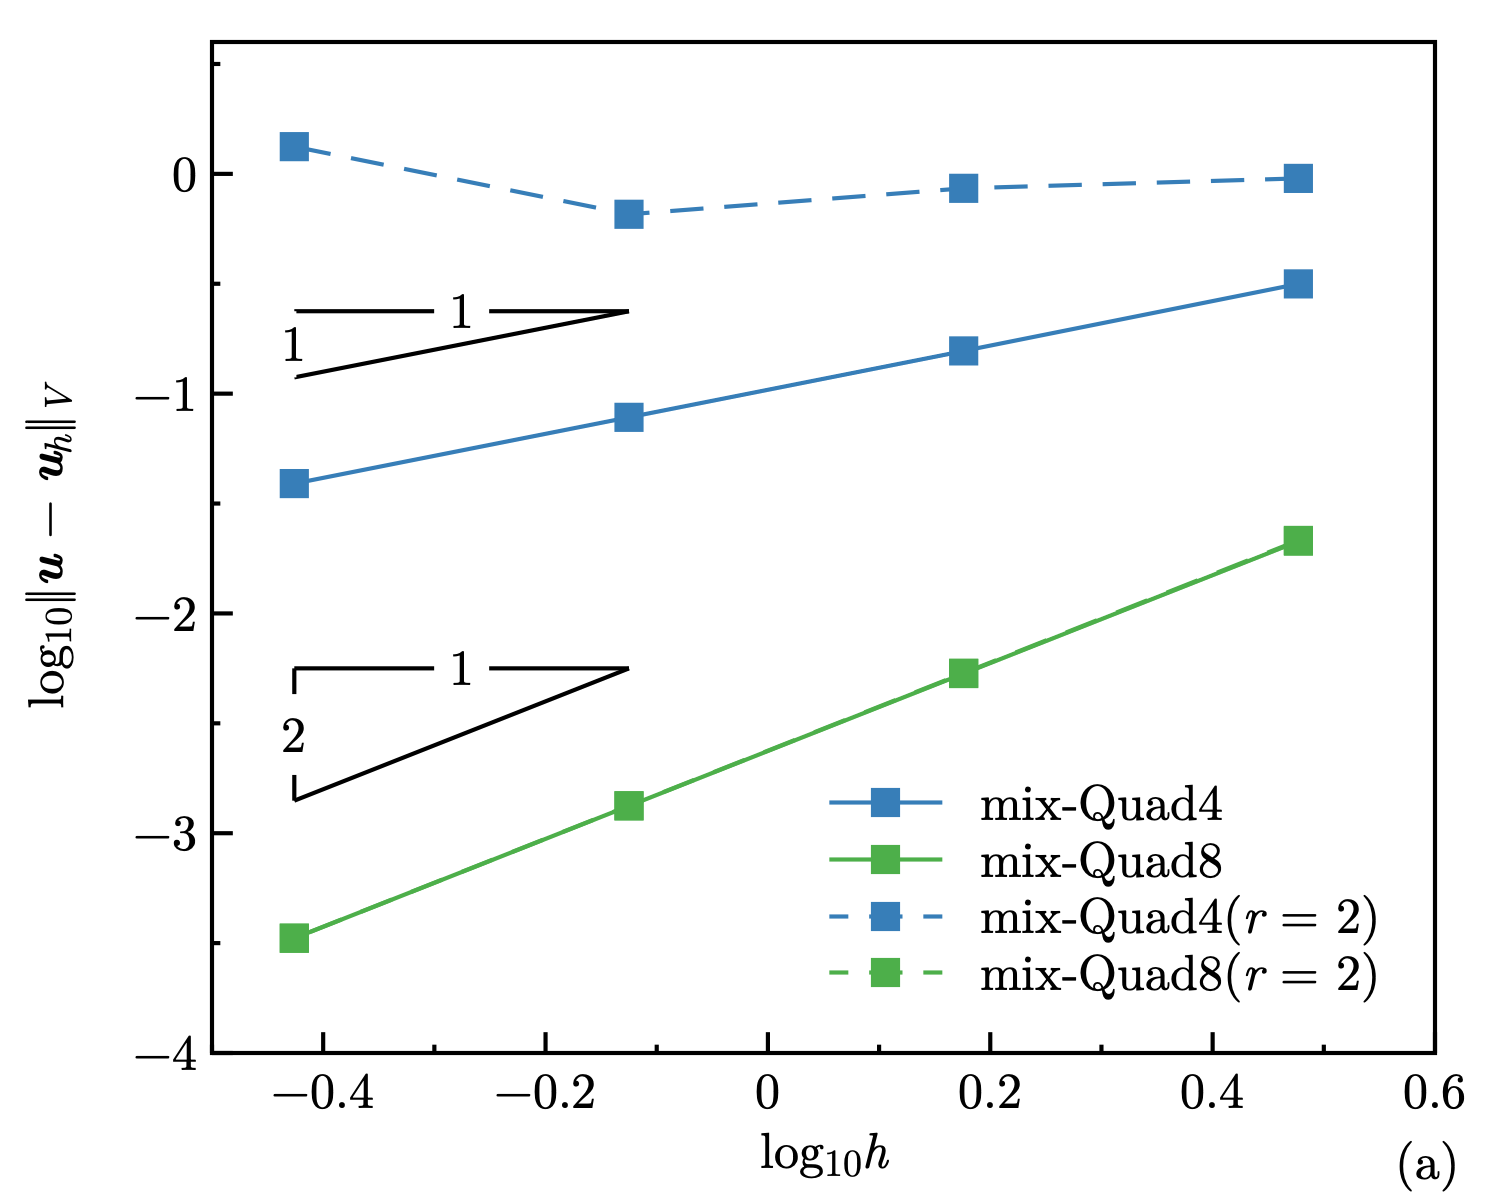 0
−1
−2
−3
−4
log₁₀‖u − uₕ‖V
1
1
1
2
mix-Quad4
mix-Quad8
mix-Quad4(r = 2)
mix-Quad8(r = 2)
−0.4 −0.2 0 0.2 0.4 0.6
log₁₀h
(a)